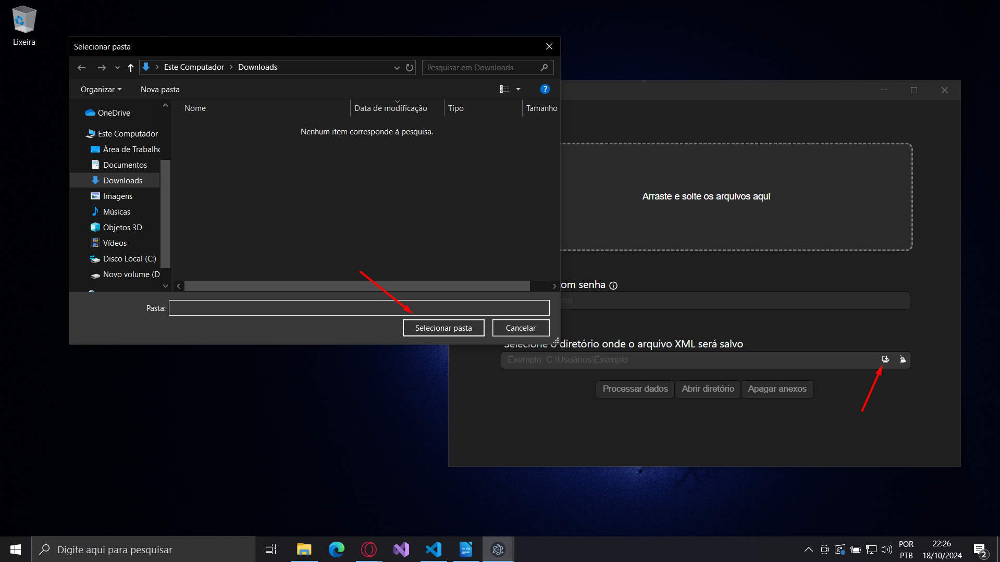 Lixeira
Selecionar pasta
Este Computador
Downloads
Pesquisar em Downloads
Organizar
Nova pasta
?
Nome
Data de modificação
Tipo
Tamanho
Nenhum item corresponde à pesquisa.
OneDrive
Este Computador
Área de Trabalho
Documentos
Downloads
Imagens
Músicas
Objetos 3D
Vídeos
Disco Local (C:)
Novo volume (D
Pasta:
Selecionar pasta
Cancelar
Arraste e solte os arquivos aqui
om senha
ha
Selecione o diretório onde o arquivo XML será salvo
Exemplo: C:\Usuários\Exemplo
Processar dados
Abrir diretório
Apagar anexos
Digite aqui para pesquisar
POR
PTB
22:26
18/10/2024
2